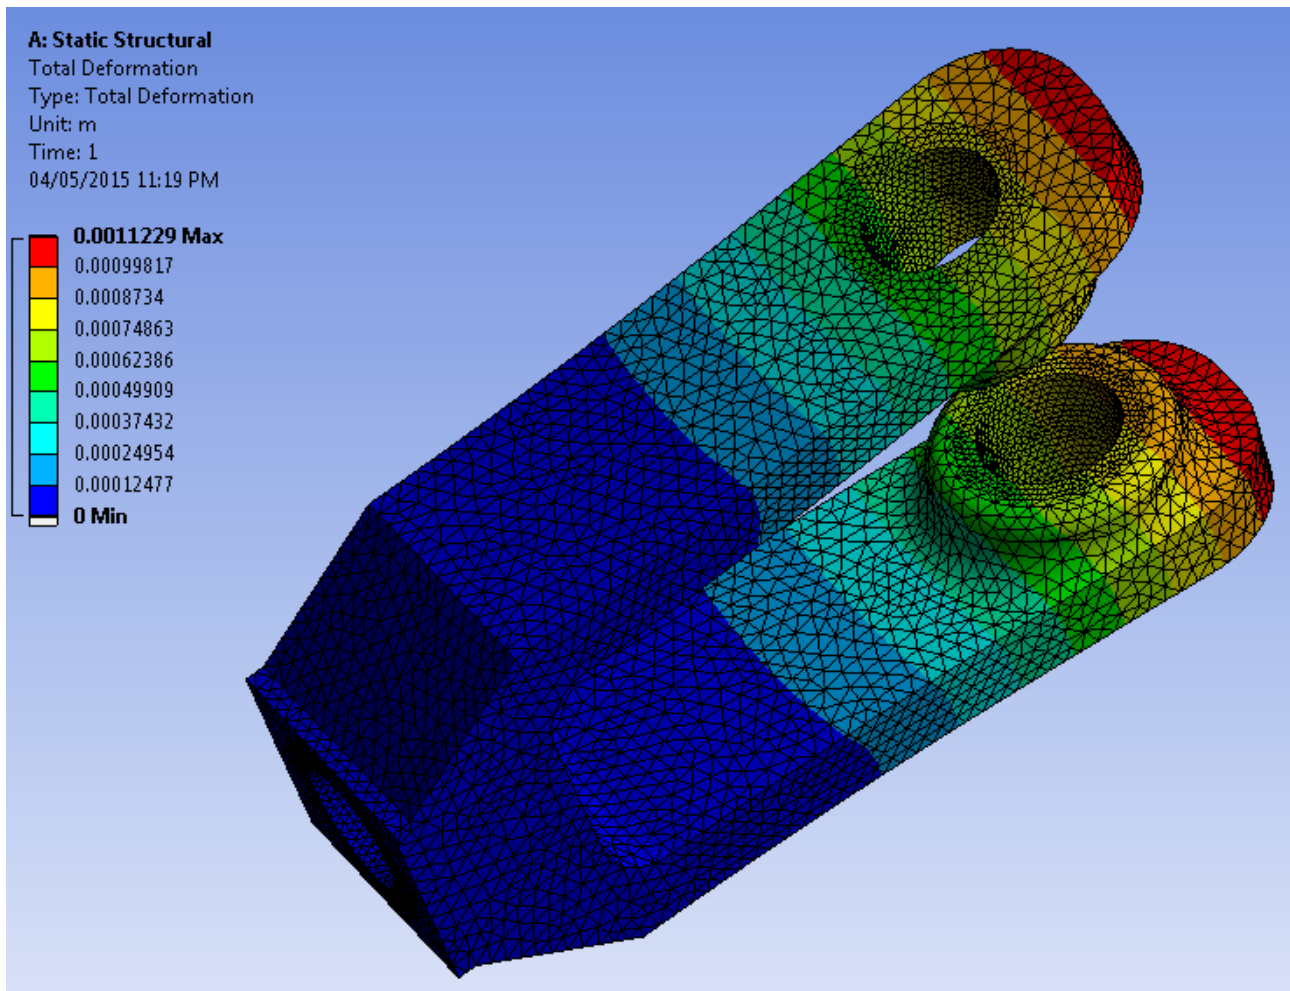 A: Static Structural
Total Deformation
Type: Total Deformation
Unit: m
Time: 1
04/05/2015 11:19 PM
0.0011229 Max
0.00099817
0.0008734
0.00074863
0.00062386
0.00049909
0.00037432
0.00024954
0.00012477
0 Min